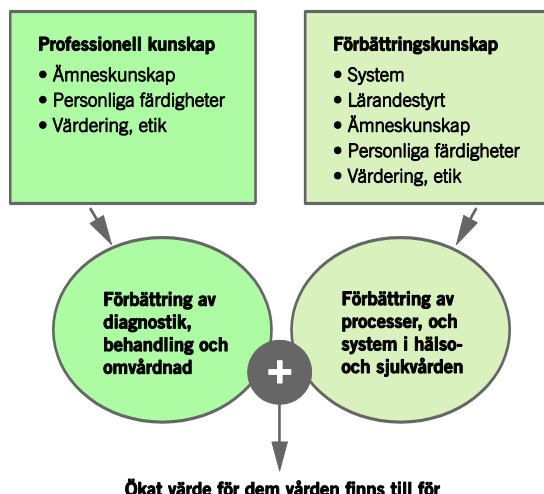 Professionell kunskap
• Ämneskunskap
• Personliga färdigheter
• Värdering, etik
Förbättringskunskap
• System
• Lärandestyrt
• Ämneskunskap
• Personliga färdigheter
• Värdering, etik
Förbättring av
diagnostik,
behandling och
omvårdnad
Förbättring av
processer, och
system i hälso-
och sjukvården
+
Ökat värde för dem vården finns till för